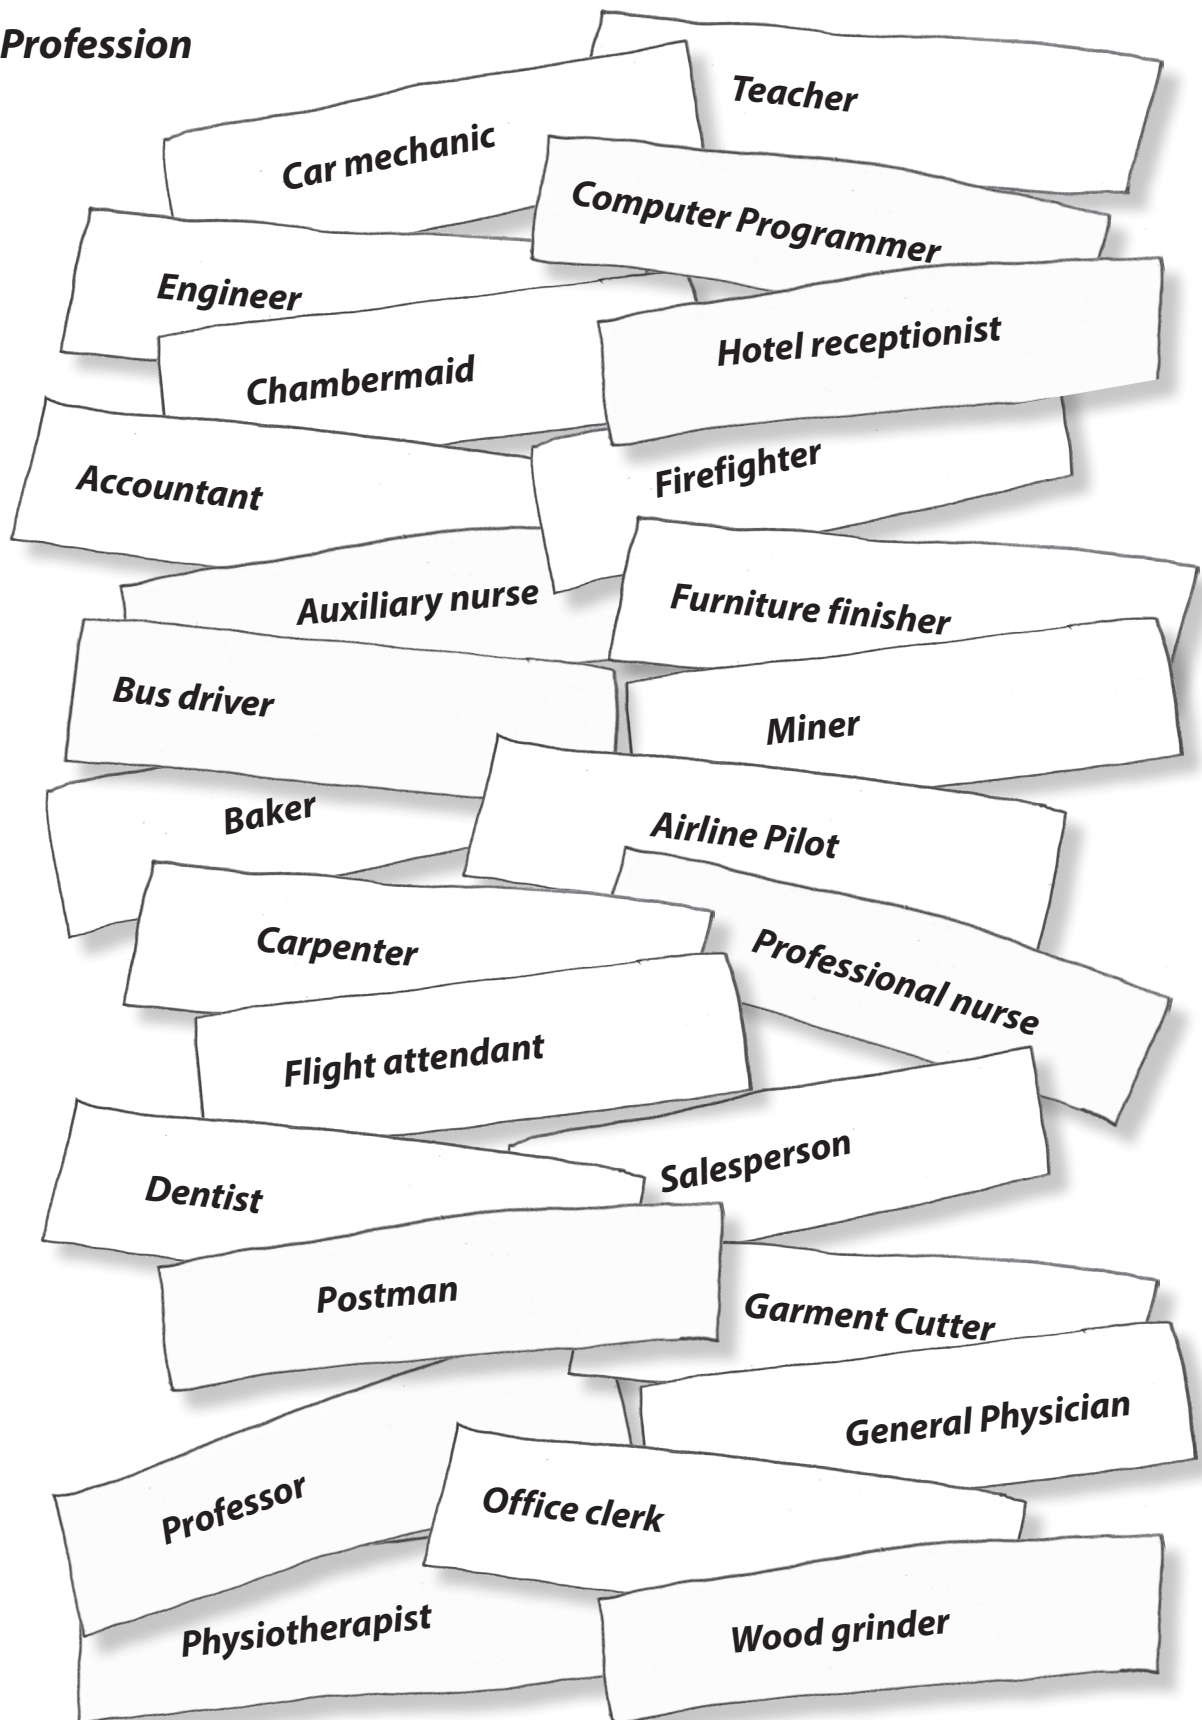 Profession
Teacher
Car mechanic
Computer Programmer
Engineer
Hotel receptionist
Chambermaid
Firefighter
Accountant
Auxiliary nurse
Furniture finisher
Bus driver
Miner
Baker
Airline Pilot
Carpenter
Professional nurse
Flight attendant
Salesperson
Dentist
Postman
Garment Cutter
General Physician
Professor
Office clerk
Physiotherapist
Wood grinder